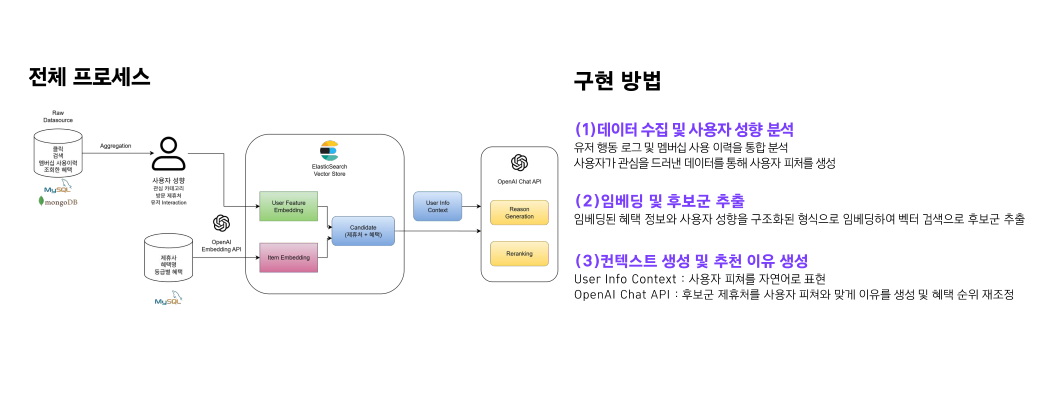 전체 프로세스
Raw
Datasource
클릭
검색
멤버십 사용이력
조회한 혜택
MySQL
mongoDB
Aggregation
사용자 성향
관심 카테고리
방문 제휴처
유저 Interaction
OpenAI
Embedding API
제휴사
혜택명
등급별 혜택
MySQL
ElasticSearch
Vector Store
User Feature
Embedding
Item Embedding
Candidate
(제휴처 + 혜택)
User Info
Context
OpenAI Chat API
Reason
Generation
Reranking
구현 방법
(1)데이터 수집 및 사용자 성향 분석
유저 행동 로그 및 멤버십 사용 이력을 통합 분석
사용자가 관심을 드러낸 데이터를 통해 사용자 피처를 생성
(2)임베딩 및 후보군 추출
임베딩된 혜택 정보와 사용자 성향을 구조화된 형식으로 임베딩하여 벡터 검색으로 후보군 추출
(3)컨텍스트 생성 및 추천 이유 생성
User Info Context : 사용자 피쳐를 자연어로 표현
OpenAI Chat API : 후보군 제휴처를 사용자 피쳐와 맞게 이유를 생성 및 혜택 순위 재조정